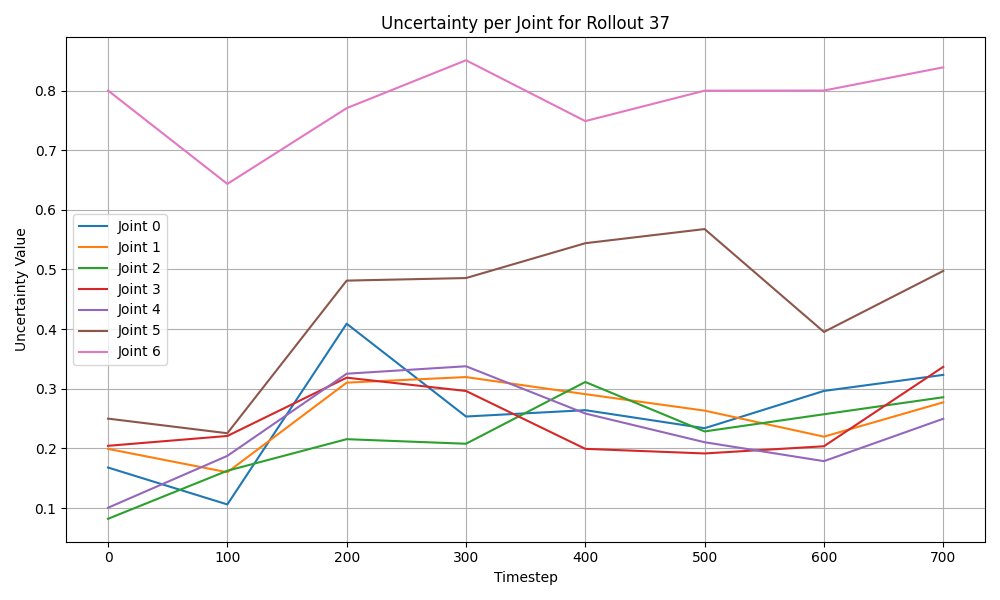 Uncertainty per Joint for Rollout 37
Uncertainty Value
0.8
0.7
0.6
0.5
0.4
0.3
0.2
0.1
Joint 0
Joint 1
Joint 2
Joint 3
Joint 4
Joint 5
Joint 6
0 100 200 300 400 500 600 700
Timestep